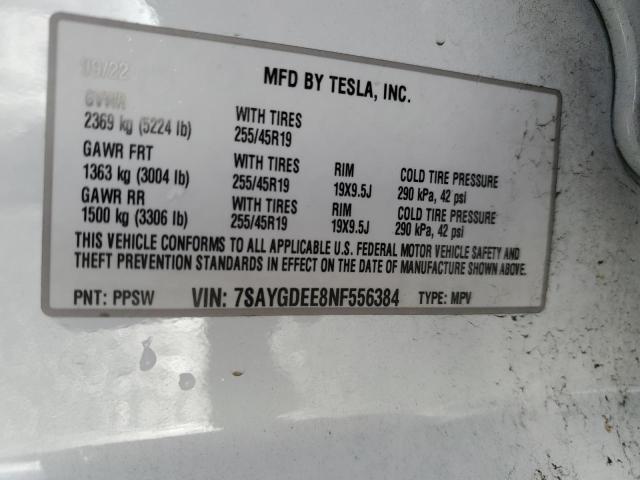 09/22
MFD BY TESLA, INC.
GVWR
2369 kg (5224 lb) WITH TIRES 255/45R19
GAWR FRT
1363 kg (3004 lb) WITH TIRES 255/45R19 RIM 19X9.5J COLD TIRE PRESSURE 290 kPa, 42 psi
GAWR RR
1500 kg (3306 lb) WITH TIRES 255/45R19 RIM 19X9.5J COLD TIRE PRESSURE 290 kPa, 42 psi
THIS VEHICLE CONFORMS TO ALL APPLICABLE U.S. FEDERAL MOTOR VEHICLE SAFETY AND
THEFT PREVENTION STANDARDS IN EFFECT ON THE DATE OF MANUFACTURE SHOWN ABOVE.
PNT: PPSW VIN: 7SAYGDEE8NF556384 TYPE: MPV